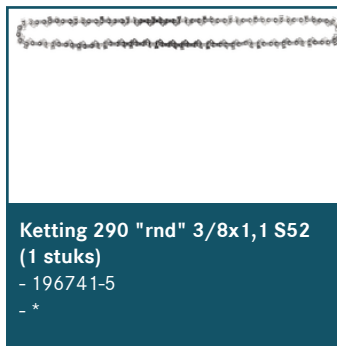 Ketting 290 "rnd" 3/8x1,1 S52
(1 stuks)
- 196741-5
- *